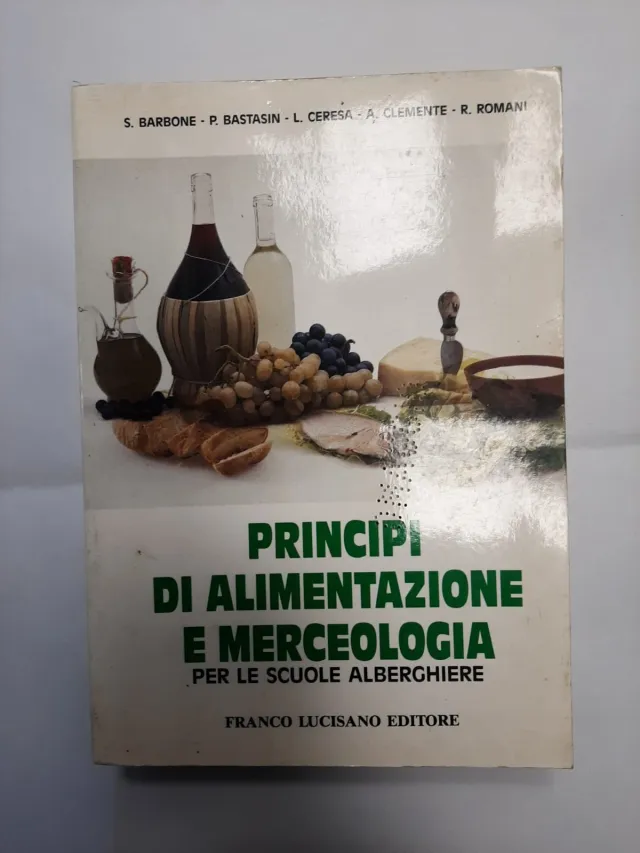 S. BARBONE - P. BASTASIN - L. CERESA - A. CLEMENTE - R. ROMANI
PRINCIPI
DI ALIMENTAZIONE
E MERCEOLOGIA
PER LE SCUOLE ALBERGHIERE
FRANCO LUCISANO EDITORE